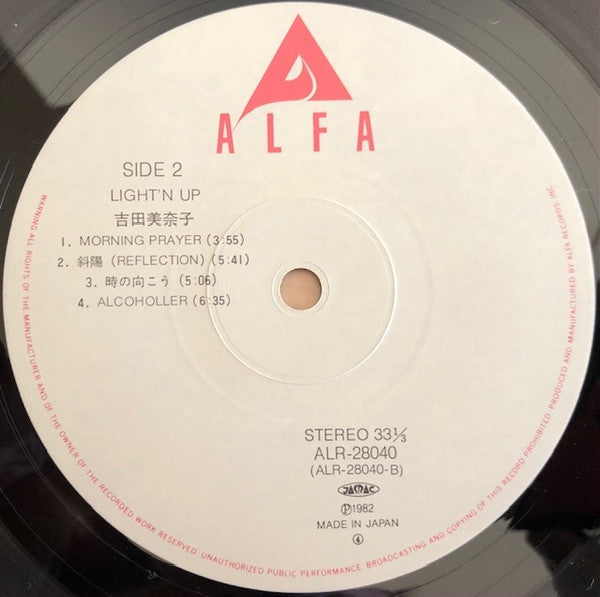 ALFA
SIDE 2
LIGHT'N UP
吉田美奈子
1. MORNING PRAYER (3:55)
2. 斜陽 (REFLECTION) (5:41)
3. 時の向こう (5:06)
4. ALCOHOLLER (6:35)
STEREO 33⅓
ALR-28040
(ALR-28040-B)
JASRAC
Ⓟ1982
MADE IN JAPAN
④
WARNING: ALL RIGHTS OF THE MANUFACTURER AND OF THE OWNER OF THE RECORDED WORK RESERVED. UNAUTHORIZED PUBLIC PERFORMANCE, BROADCASTING AND COPYING OF THIS RECORD PROHIBITED. PRODUCED AND MANUFACTURED BY ALFA RECORDS, INC.